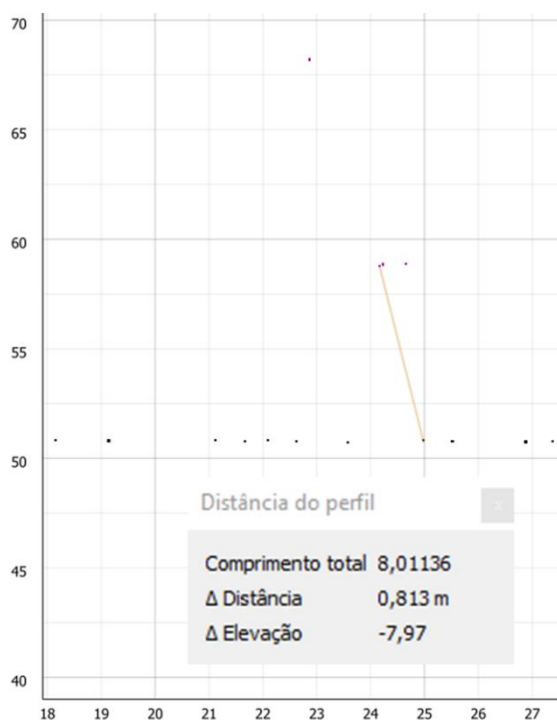 70
65
60
55
50
Distância do perfil x
Comprimento total 8,01136
45
Δ Distância 0,813 m
Δ Elevação -7,97
40
18 19 20 21 22 23 24 25 26 27